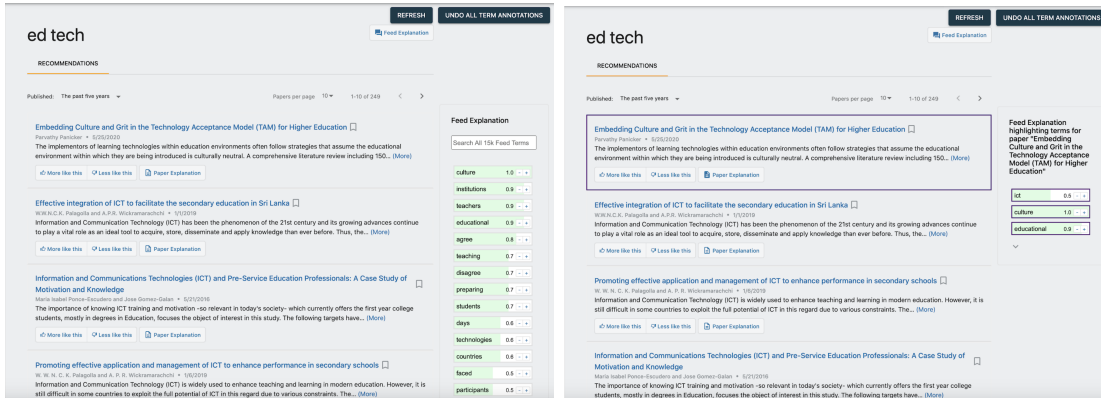 REFRESH
UNDO ALL TERM ANNOTATIONS
ed tech
Feed Explanation
RECOMMENDATIONS
Published: The past five years
Papers per page 10
1-10 of 249
Embedding Culture and Grit in the Technology Acceptance Model (TAM) for Higher Education
Parvathy Panicker • 5/25/2020
The implementors of learning technologies within education environments often follow strategies that assume the educational
environment within which they are being introduced is culturally neutral. A comprehensive literature review including 150... (More)
More like this
Less like this
Paper Explanation
Effective integration of ICT to facilitate the secondary education in Sri Lanka
W.W.N.C.K. Palagolla and A.P.R. Wickramarachchi • 1/1/2019
Information and Communication Technology (ICT) has been the phenomenon of the 21st century and its growing advances continue
to play a vital role as an ideal tool to acquire, store, disseminate and apply knowledge than ever before. Thus, the... (More)
More like this
Less like this
Paper Explanation
Information and Communications Technologies (ICT) and Pre-Service Education Professionals: A Case Study of
Motivation and Knowledge
Maria Isabel Ponce-Escudero and Jose Gomez-Galan • 5/21/2016
The importance of knowing ICT training and motivation -so relevant in today's society- which currently offers the first year college
students, mostly in degrees in Education, focuses the object of interest in this study. The following targets have... (More)
More like this
Less like this
Paper Explanation
Promoting effective application and management of ICT to enhance performance in secondary schools
W. W. N. C. K. Palagolla and A. P. R. Wickramarachchi • 1/6/2019
Information and Communication Technology (ICT) is widely used to enhance teaching and learning in modern education. However, it is
still difficult in some countries to exploit the full potential of ICT in this regard due to various constraints. The... (More)
Feed Explanation
Search All 15k Feed Terms
culture 1.0 - +
institutions 0.9 - +
teachers 0.9 - +
educational 0.9 - +
agree 0.8 - +
teaching 0.7 - +
disagree 0.7 - +
preparing 0.7 - +
students 0.7 - +
days 0.6 - +
technologies 0.6 - +
countries 0.6 - +
faced 0.5 - +
participants 0.5 - +
REFRESH
UNDO ALL TERM ANNOTATIONS
ed tech
Feed Explanation
RECOMMENDATIONS
Published: The past five years
Papers per page 10
1-10 of 249
Embedding Culture and Grit in the Technology Acceptance Model (TAM) for Higher Education
Parvathy Panicker • 5/25/2020
The implementors of learning technologies within education environments often follow strategies that assume the educational
environment within which they are being introduced is culturally neutral. A comprehensive literature review including 150... (More)
More like this
Less like this
Paper Explanation
Effective integration of ICT to facilitate the secondary education in Sri Lanka
W.W.N.C.K. Palagolla and A.P.R. Wickramarachchi • 1/1/2019
Information and Communication Technology (ICT) has been the phenomenon of the 21st century and its growing advances continue
to play a vital role as an ideal tool to acquire, store, disseminate and apply knowledge than ever before. Thus, the... (More)
More like this
Less like this
Paper Explanation
Promoting effective application and management of ICT to enhance performance in secondary schools
W. W. N. C. K. Palagolla and A. P. R. Wickramarachchi • 1/6/2019
Information and Communication Technology (ICT) is widely used to enhance teaching and learning in modern education. However, it is
still difficult in some countries to exploit the full potential of ICT in this regard due to various constraints. The... (More)
More like this
Less like this
Paper Explanation
Information and Communications Technologies (ICT) and Pre-Service Education Professionals: A Case Study of
Motivation and Knowledge
Maria Isabel Ponce-Escudero and Jose Gomez-Galan • 5/21/2016
The importance of knowing ICT training and motivation -so relevant in today's society- which currently offers the first year college
students, mostly in degrees in Education, focuses the object of interest in this study. The following targets have... (More)
Feed Explanation
highlighting terms for
paper "Embedding
Culture and Grit in the
Technology Acceptance
Model (TAM) for Higher
Education"
ict 0.5 - +
culture 1.0 - +
educational 0.9 - +